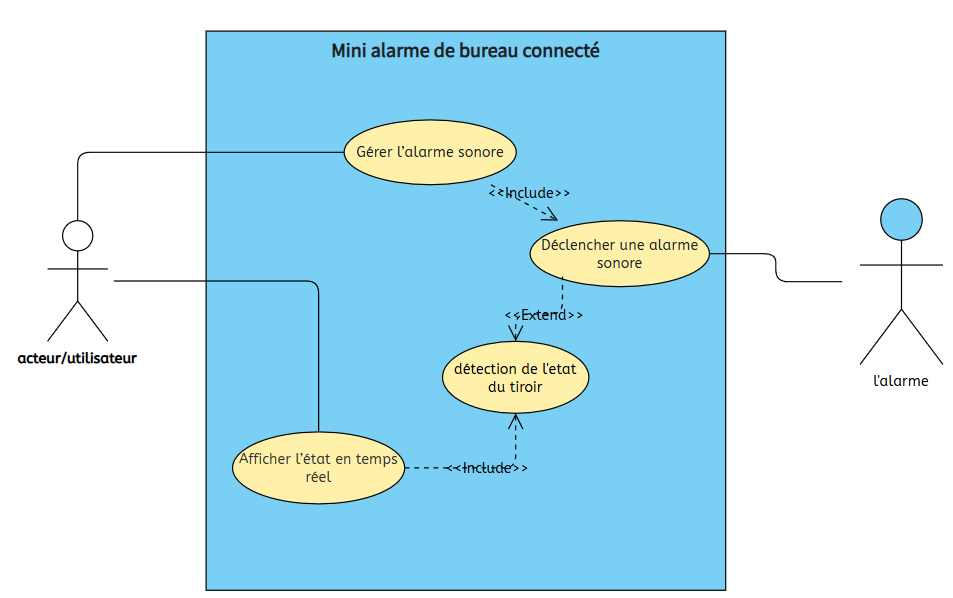 Mini alarme de bureau connecté
Gérer l'alarme sonore
<<Include>>
Déclencher une alarme
sonore
<<Extend>>
acteur/utilisateur
détection de l'etat
du tiroir
l'alarme
Afficher l'état en temps
réel
<<Include>>